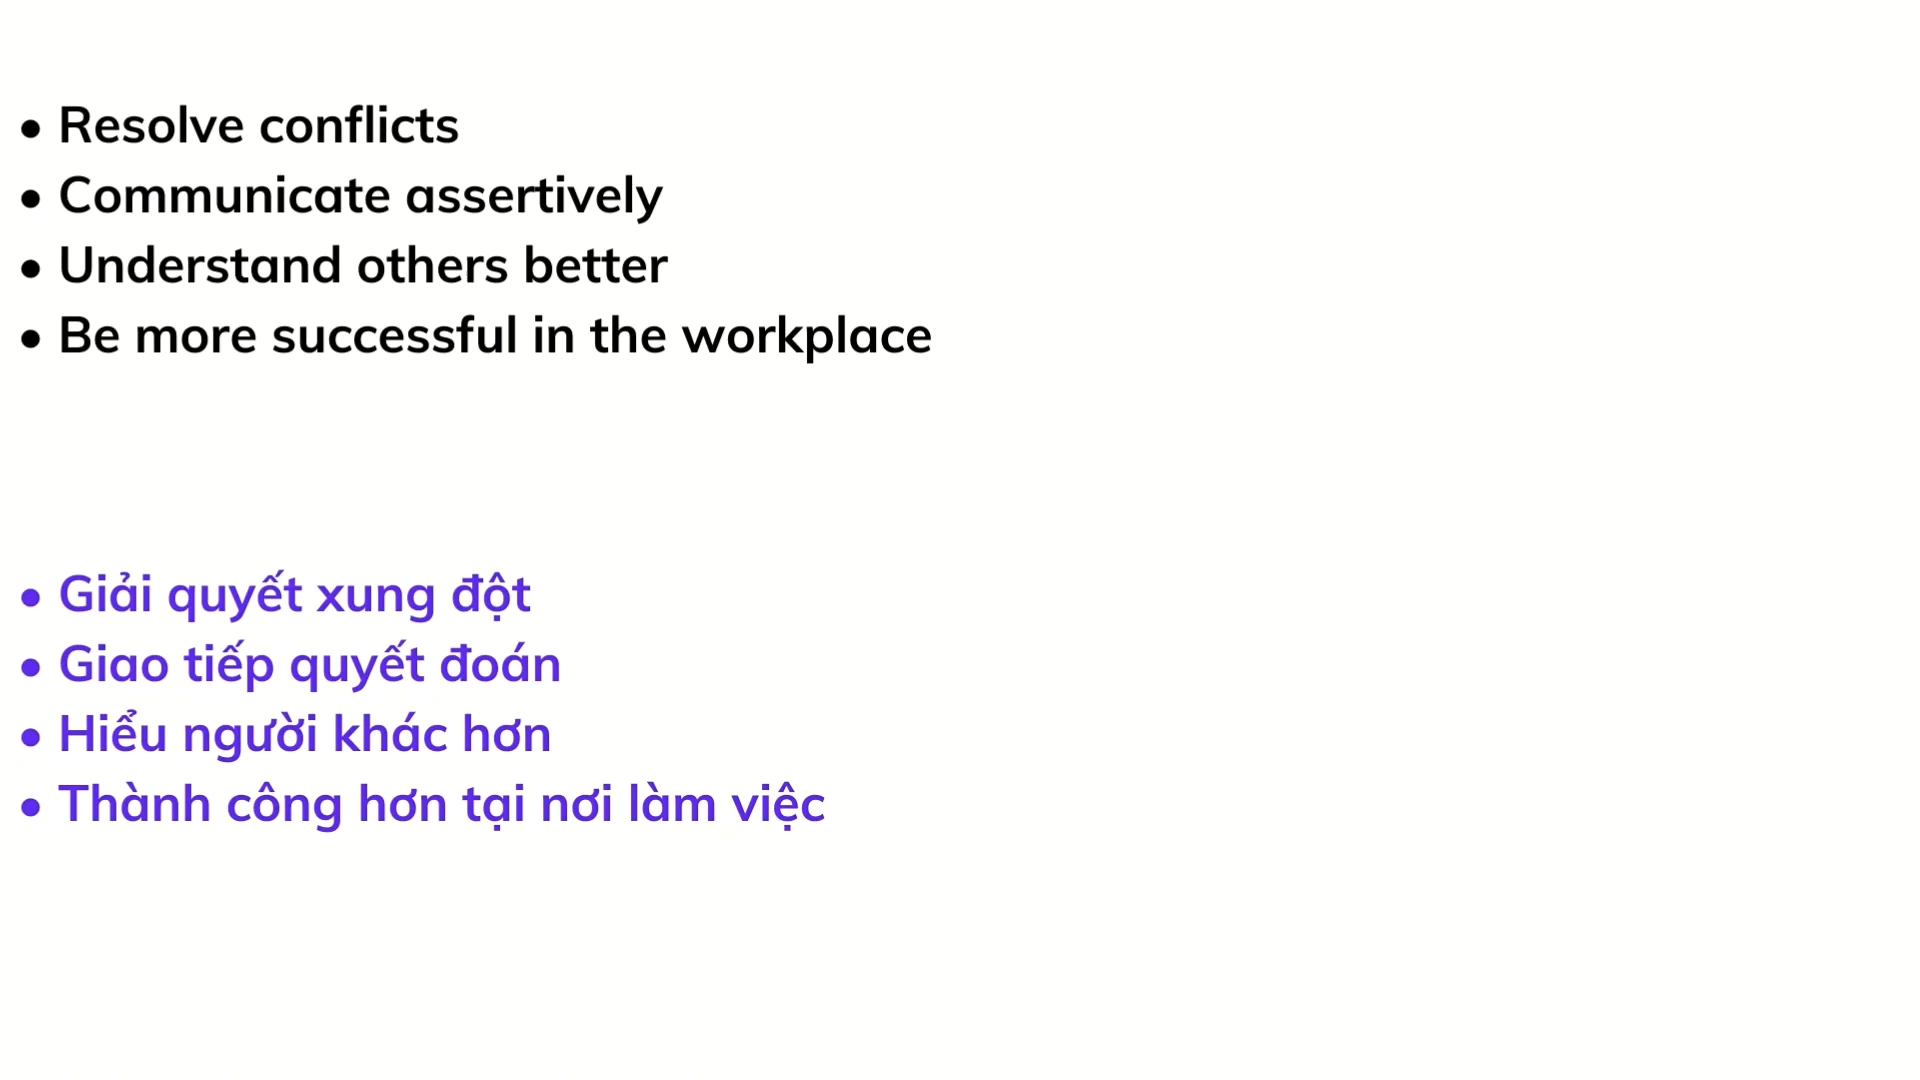 • Resolve conflicts
• Communicate assertively
• Understand others better
• Be more successful in the workplace
• Giải quyết xung đột
• Giao tiếp quyết đoán
• Hiểu người khác hơn
• Thành công hơn tại nơi làm việc